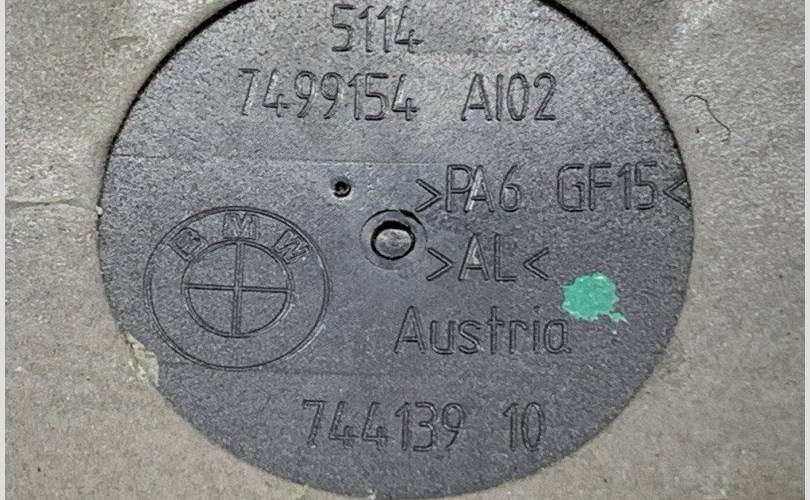 5114
7499154 AI02
>PA6 GF15<
>AL<
BMW
Austria
744139 10